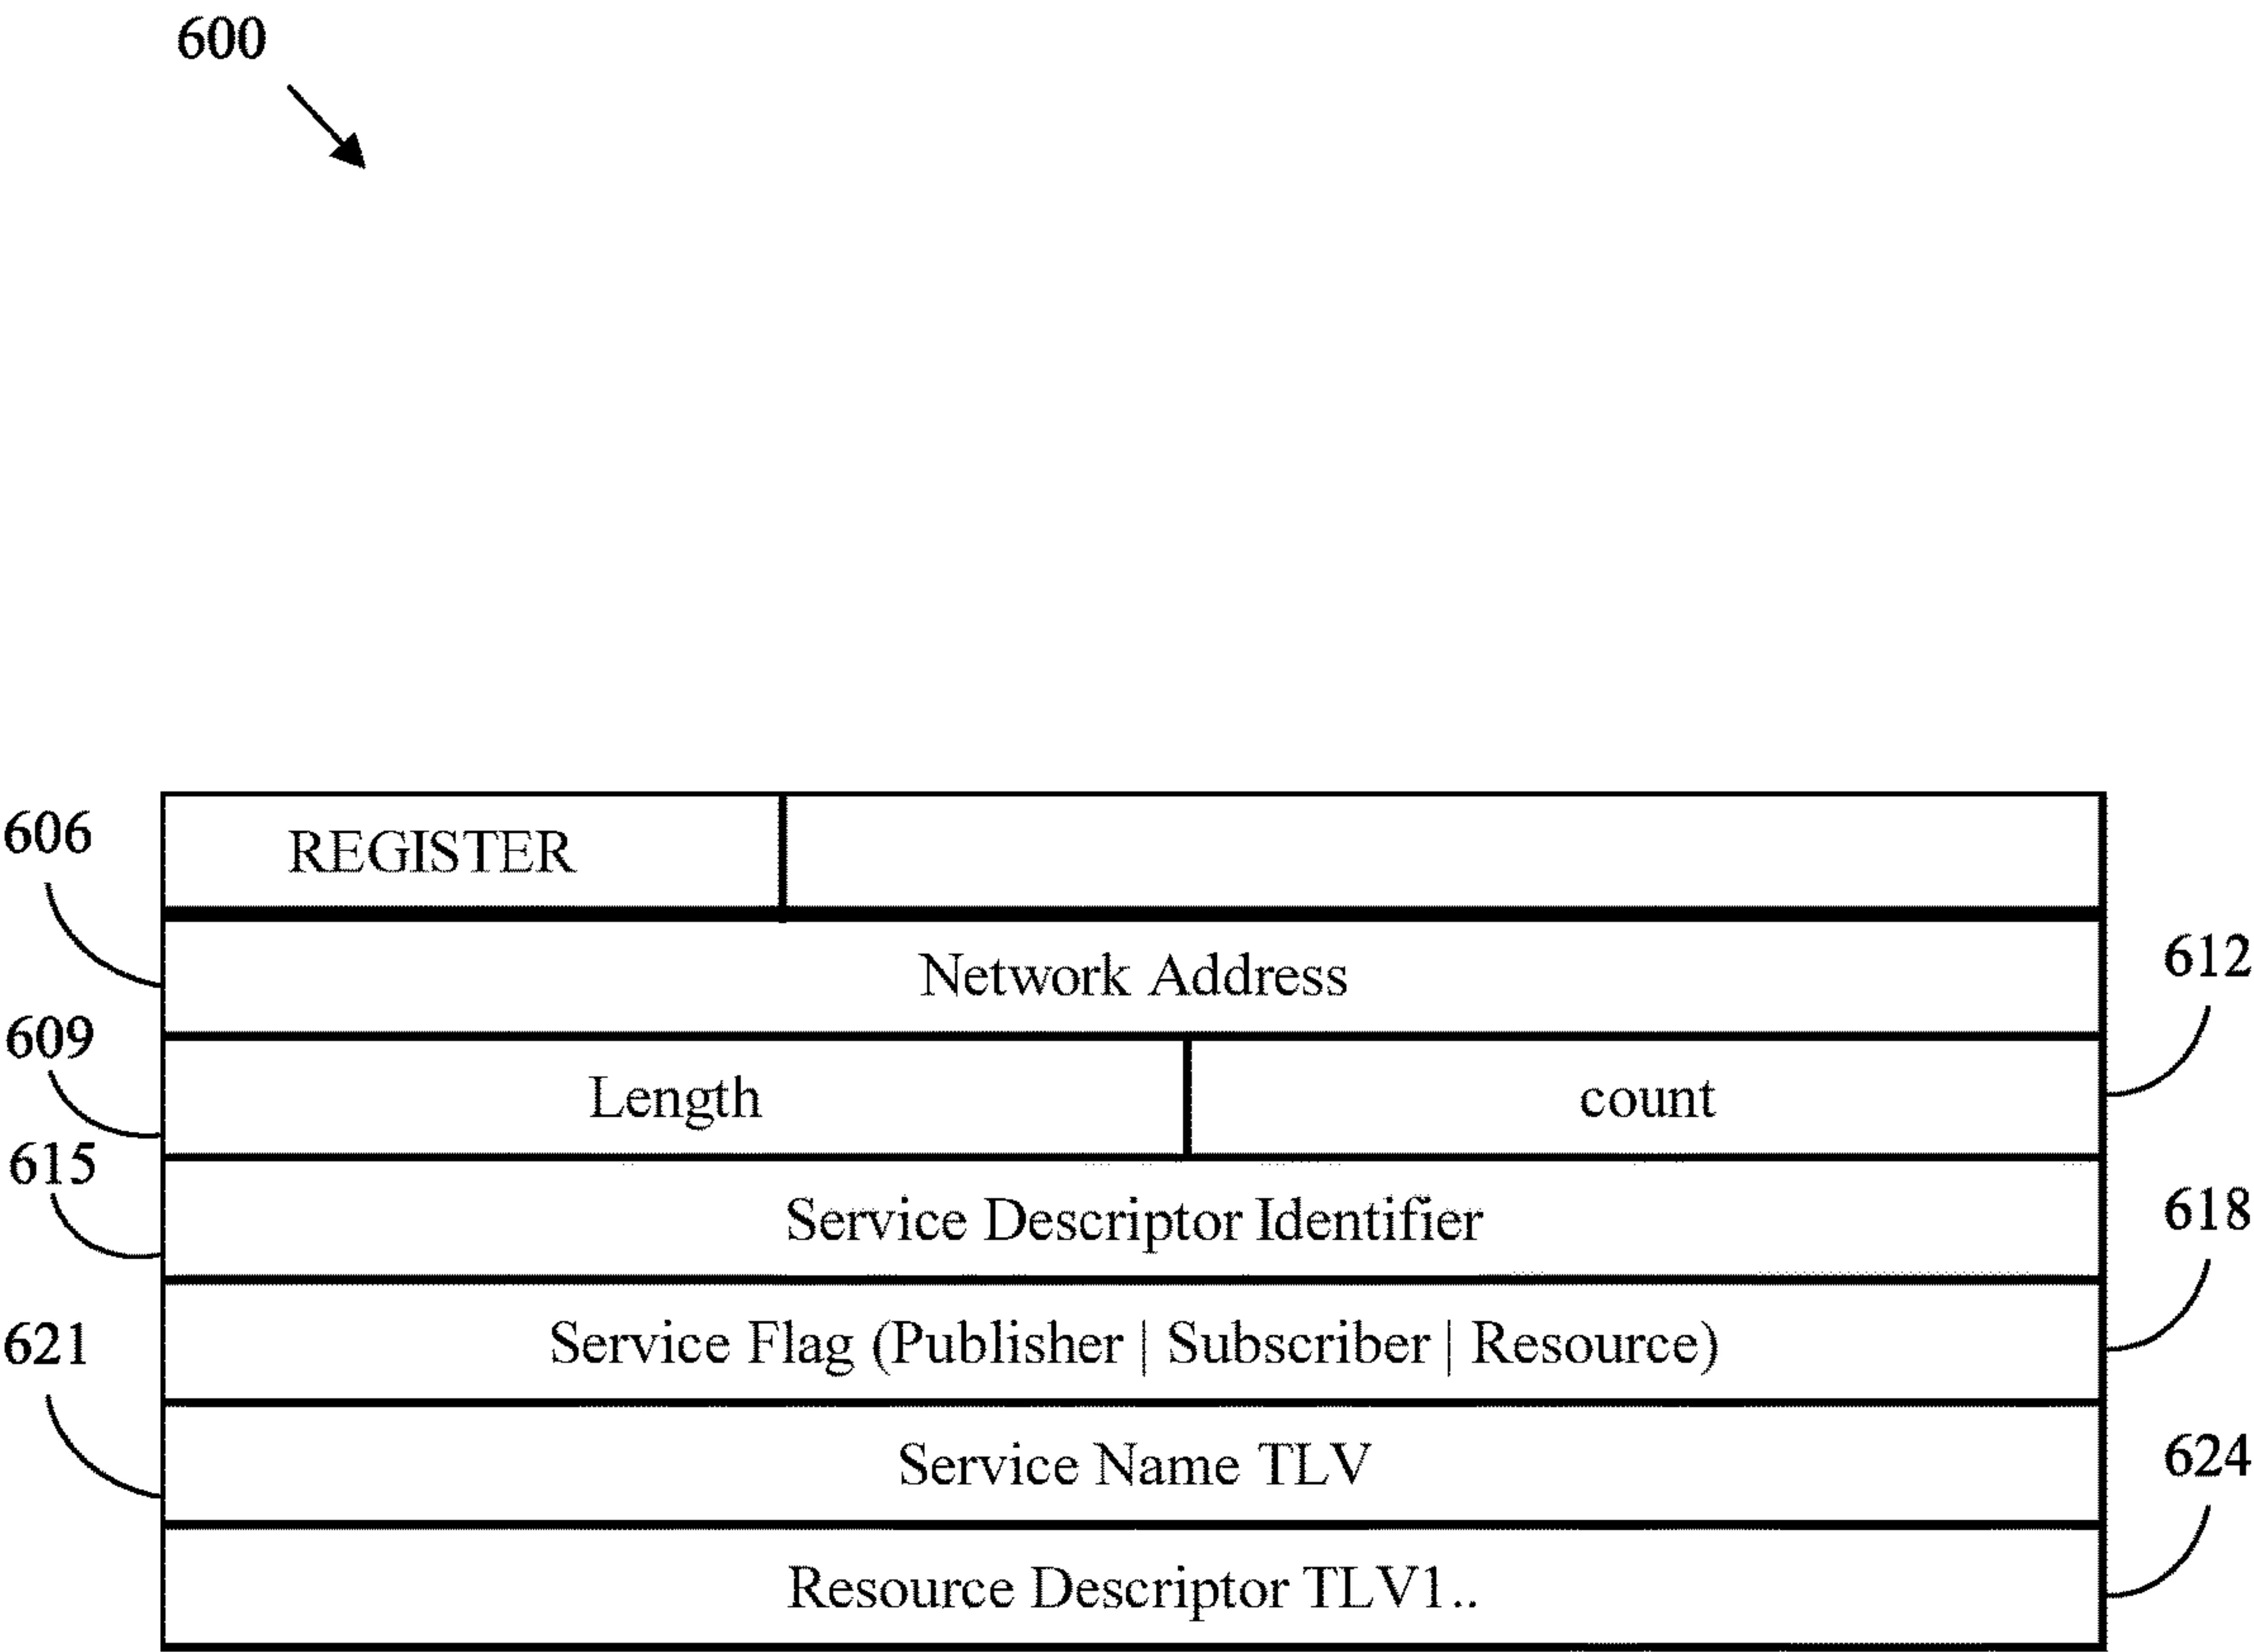 600
606
REGISTER
Network Address
612
609
Length
count
615
Service Descriptor Identifier
618
Service Flag (Publisher | Subscriber | Resource)
621
Service Name TLV
624
Resource Descriptor TLV1..